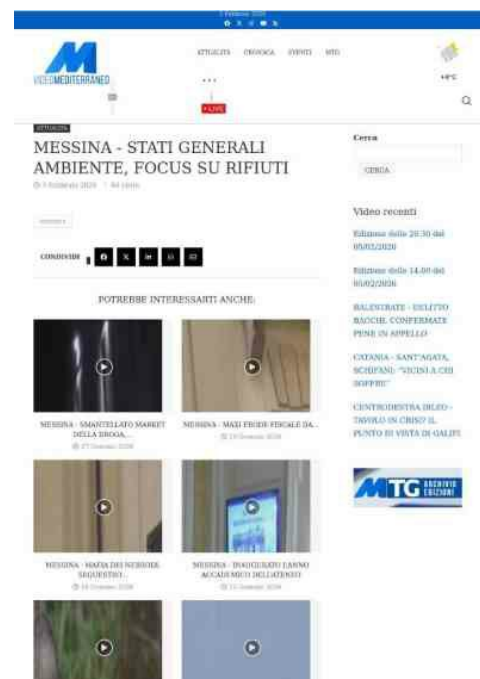 VIDEOMEDITERRANEO
ATTUALITÀ CRONACA EVENTI MTG
...
LIVE
ATTUALITÀ
MESSINA - STATI GENERALI
AMBIENTE, FOCUS SU RIFIUTI
CONDIVIDI
POTREBBE INTERESSARTI ANCHE:
MESSINA - SMANTELLATO MARKET
DELLA DROGA,...
27 Gennaio 2026
MESSINA - MAXI FRODE FISCALE DA...
MESSINA - MAFIA DEI NEBRODI,
SEQUESTRO...
MESSINA - INAUGURATO L'ANNO
ACCADEMICO DELL'ATENEO
Cerca
CERCA
Video recenti
Edizione delle 20.30 del
05/02/2026
Edizione delle 14.00 del
05/02/2026
BALESTRATE - DELITTO
BACCHI, CONFERMATE
PENE IN APPELLO
CATANIA - SANT'AGATA,
SCHIFANI: "VICINI A CHI
SOFFRE"
CENTRODESTRA IBLEO -
TAVOLO IN CRISI? IL
PUNTO DI VISTA DI
MTG ARCHIVIO
EDIZIONI